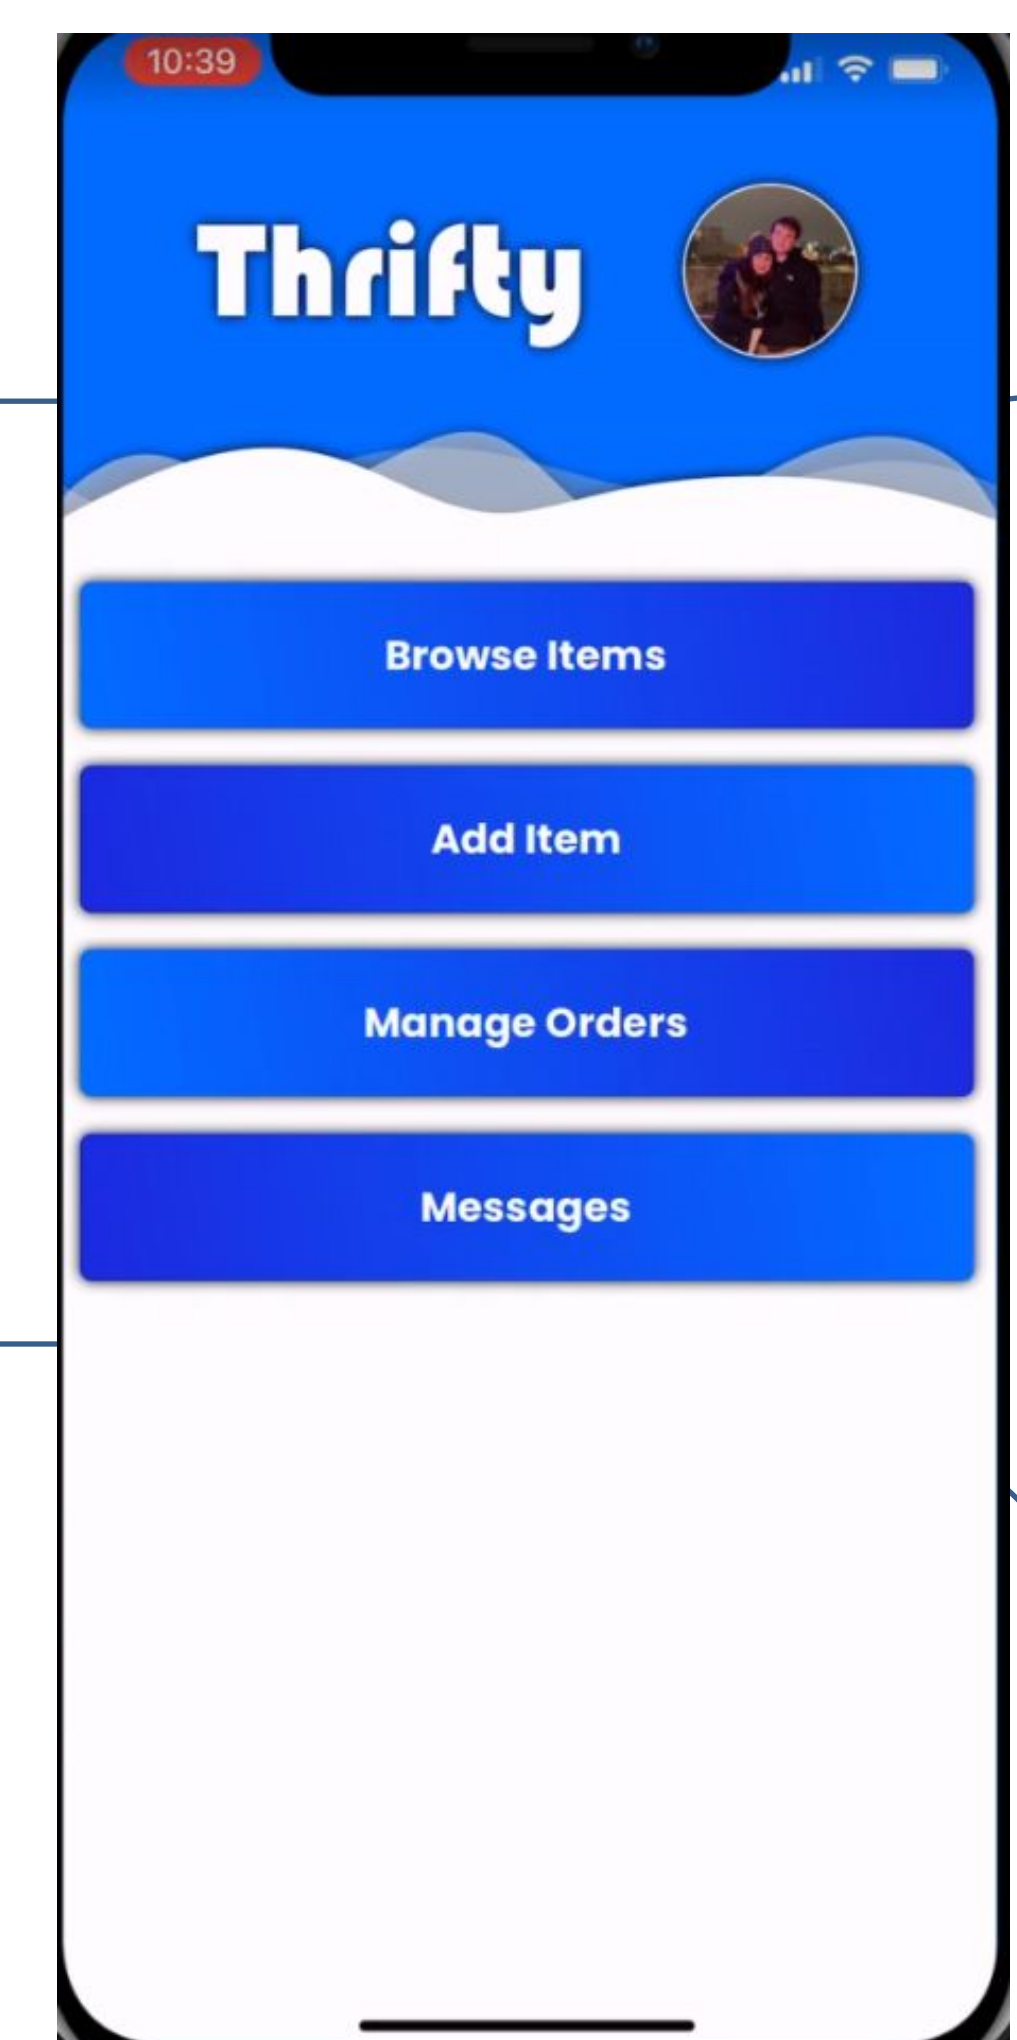 10:39
Thrifty
Browse Items
Add Item
Manage Orders
Messages